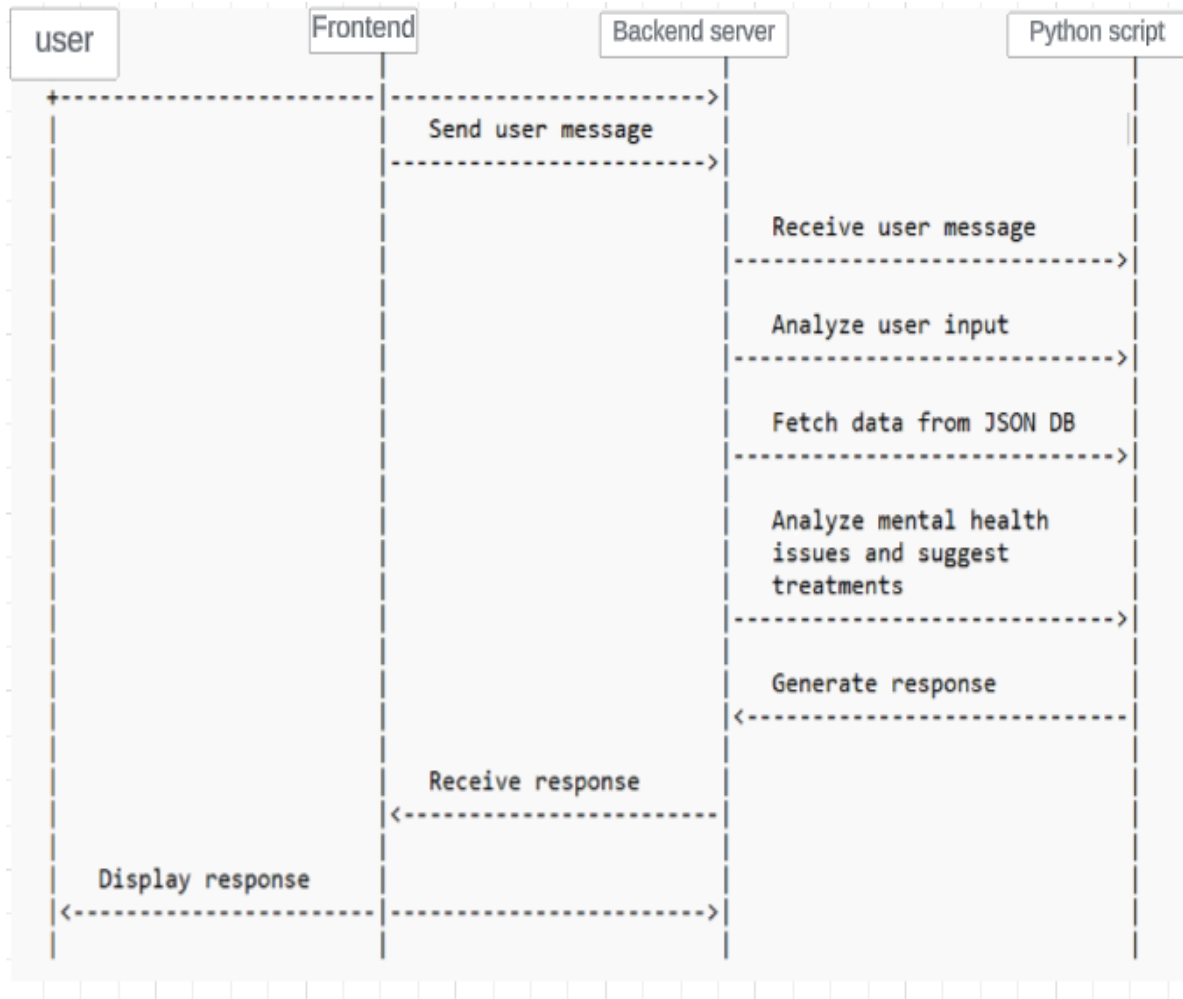 user
Frontend
Backend server
Python script
Send user message
Receive user message
Analyze user input
Fetch data from JSON DB
Analyze mental health
issues and suggest
treatments
Generate response
Receive response
Display response